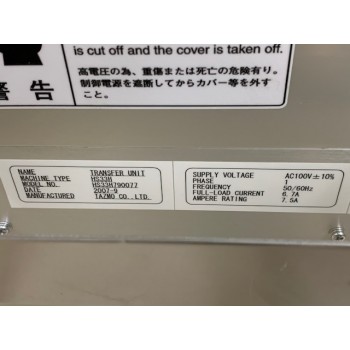 is cut off and the cover is taken off.
高電圧の為、重傷または死亡の危険有り。
制御電源を遮断してからカバー等を外す
こと。
警告
NAME TRANSFER UNIT
MACHINE TYPE HS33H
MODEL NO. HS33H790077
DATE 2007-9
MANUFACTURED TAZMO CO.,LTD.
SUPPLY VOLTAGE AC100V±10%
PHASE 1
FREQUENCY 50/60Hz
FULL-LOAD CURRENT 6.7A
AMPERE RATING 7.5A